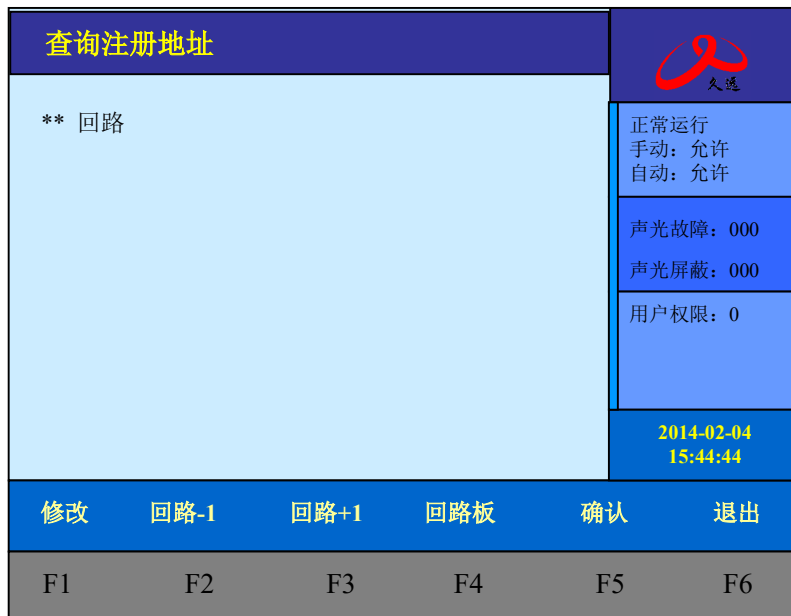 查询注册地址
久远
** 回路
正常运行
手动：允许
自动：允许
声光故障：000
声光屏蔽：000
用户权限：0
2014-02-04
15:44:44
修改 回路-1 回路+1 回路板 确认 退出
F1 F2 F3 F4 F5 F6